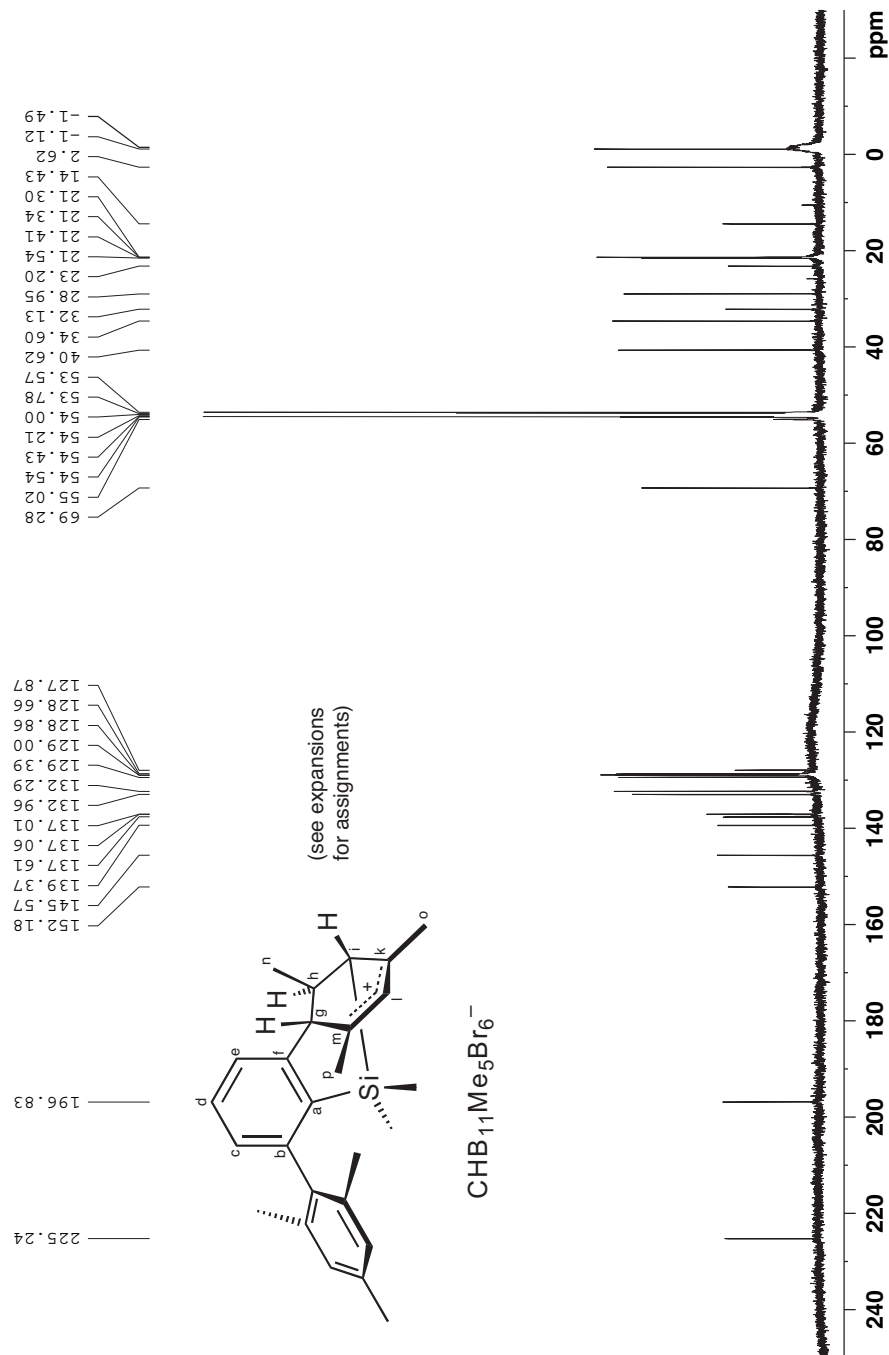 225.24
196.83
152.18
145.57
139.37
137.61
137.06
137.01
132.96
132.29
129.39
129.00
128.86
128.66
127.87
69.28
55.02
54.54
54.43
54.21
54.00
53.78
53.57
40.62
34.60
32.13
28.95
23.20
21.54
21.41
21.34
21.30
14.43
2.62
-1.12
-1.49
(see expansions
for assignments)
d
e
c
f
b
a
g
h
n
H
H
H
i
k
o
l
m
p
+
Si
CHB₁₁Me₅Br₆⁻
240 220 200 180 160 140 120 100 80 60 40 20 0 ppm